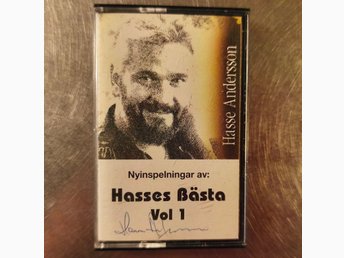 Hasse Andersson
Nyinspelningar av:
Hasses Bästa
Vol 1